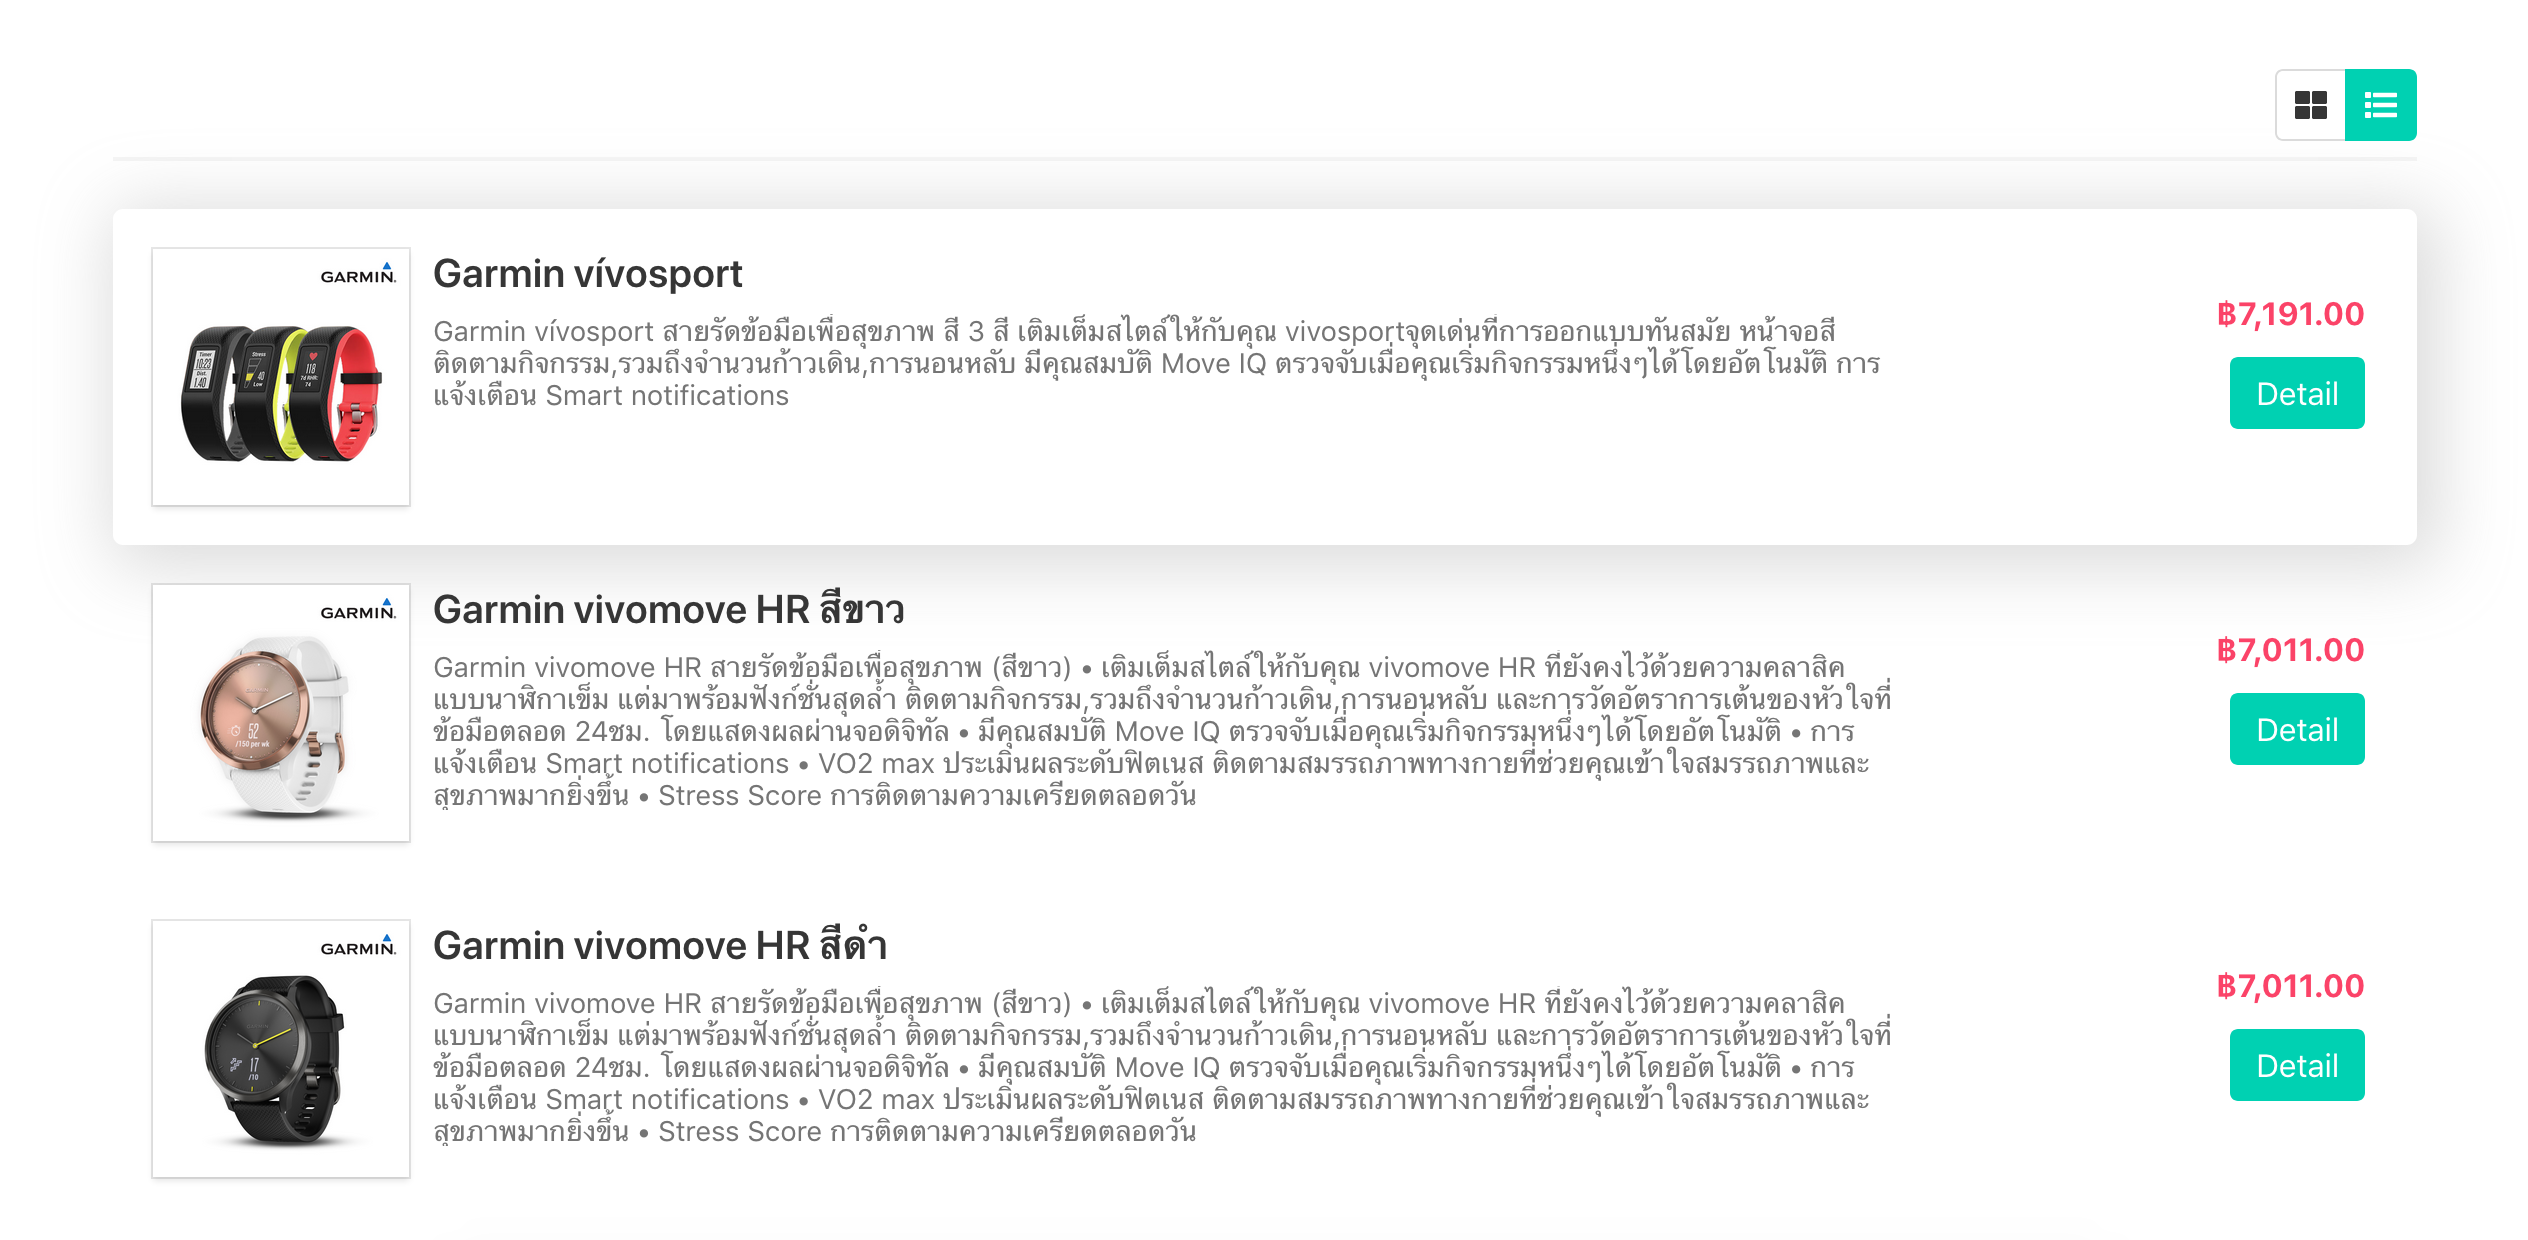 GARMIN.
Garmin vívosport
Garmin vívosport สายรัดข้อมือเพื่อสุขภาพ สี 3 สี เติมเต็มสไตล์ให้กับคุณ vivosportจุดเด่นที่การออกแบบทันสมัย หน้าจอสี
ติดตามกิจกรรม,รวมถึงจำนวนก้าวเดิน,การนอนหลับ มีคุณสมบัติ Move IQ ตรวจจับเมื่อคุณเริ่มกิจกรรมหนึ่งๆได้โดยอัตโนมัติ การ
แจ้งเตือน Smart notifications
฿7,191.00
Detail
Timer
10:23
Dist.
1.40
Stress
40
Low
118
7d RHR:
74
GARMIN.
Garmin vivomove HR สีขาว
Garmin vivomove HR สายรัดข้อมือเพื่อสุขภาพ (สีขาว) • เติมเต็มสไตล์ให้กับคุณ vivomove HR ที่ยังคงไว้ด้วยความคลาสิค
แบบนาฬิกาเข็ม แต่มาพร้อมฟังก์ชั่นสุดล้ำ ติดตามกิจกรรม,รวมถึงจำนวนก้าวเดิน,การนอนหลับ และการวัดอัตราการเต้นของหัวใจที่
ข้อมือตลอด 24ชม. โดยแสดงผลผ่านจอดิจิทัล • มีคุณสมบัติ Move IQ ตรวจจับเมื่อคุณเริ่มกิจกรรมหนึ่งๆได้โดยอัตโนมัติ • การ
แจ้งเตือน Smart notifications • VO2 max ประเมินผลระดับฟิตเนส ติดตามสมรรถภาพทางกายที่ช่วยคุณเข้าใจสมรรถภาพและ
สุขภาพมากยิ่งขึ้น • Stress Score การติดตามความเครียดตลอดวัน
฿7,011.00
Detail
52
/150 per wk
GARMIN.
Garmin vivomove HR สีดำ
Garmin vivomove HR สายรัดข้อมือเพื่อสุขภาพ (สีขาว) • เติมเต็มสไตล์ให้กับคุณ vivomove HR ที่ยังคงไว้ด้วยความคลาสิค
แบบนาฬิกาเข็ม แต่มาพร้อมฟังก์ชั่นสุดล้ำ ติดตามกิจกรรม,รวมถึงจำนวนก้าวเดิน,การนอนหลับ และการวัดอัตราการเต้นของหัวใจที่
ข้อมือตลอด 24ชม. โดยแสดงผลผ่านจอดิจิทัล • มีคุณสมบัติ Move IQ ตรวจจับเมื่อคุณเริ่มกิจกรรมหนึ่งๆได้โดยอัตโนมัติ • การ
แจ้งเตือน Smart notifications • VO2 max ประเมินผลระดับฟิตเนส ติดตามสมรรถภาพทางกายที่ช่วยคุณเข้าใจสมรรถภาพและ
สุขภาพมากยิ่งขึ้น • Stress Score การติดตามความเครียดตลอดวัน
฿7,011.00
Detail
17
/10